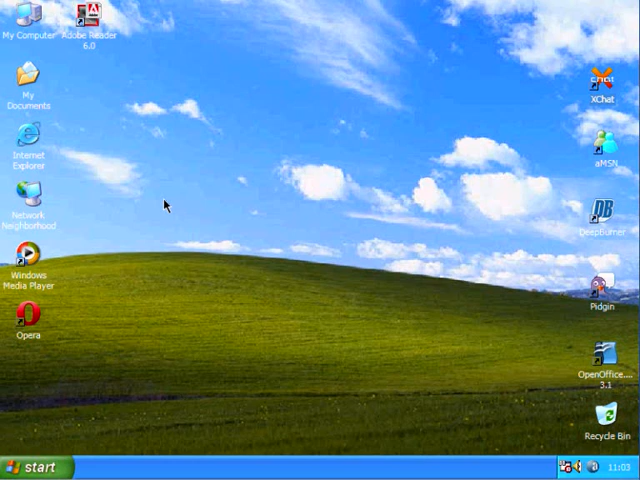 My Computer
Adobe Reader
6.0
My
Documents
Internet
Explorer
Network
Neighborhood
Windows
Media Player
Opera
XChat
aMSN
DeepBurner
Pidgin
OpenOffice....
3.1
Recycle Bin
start
11:03